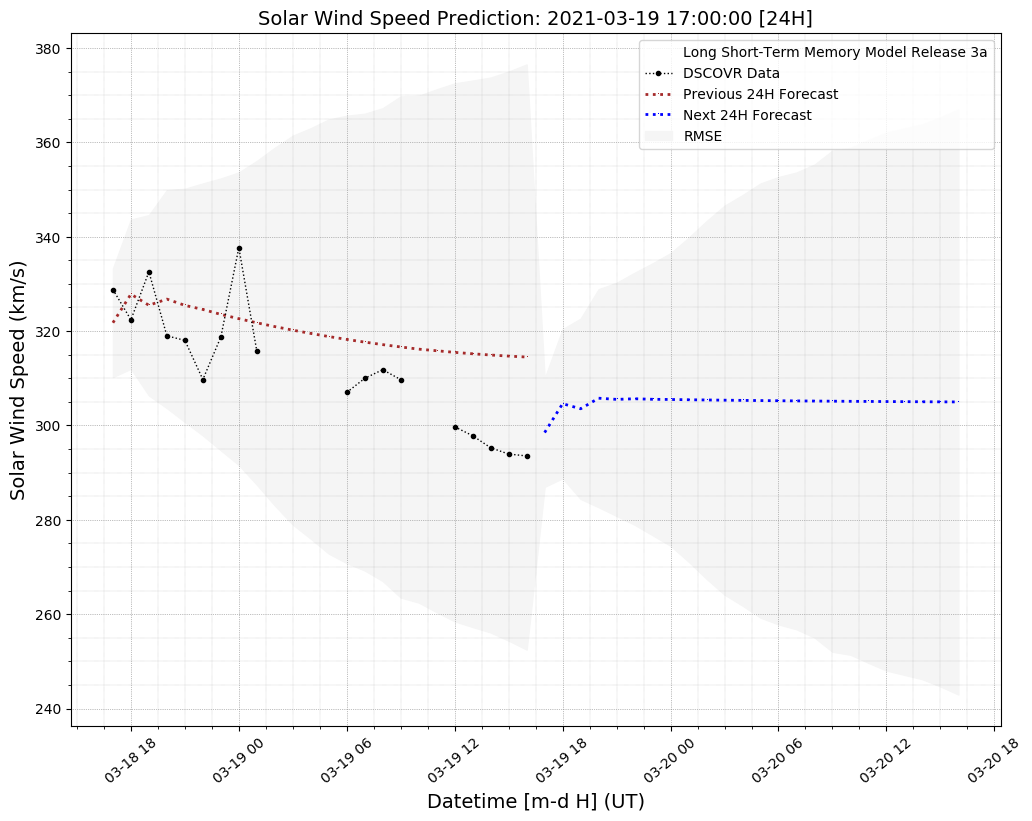 Solar Wind Speed Prediction: 2021-03-19 17:00:00 [24H]
Long Short-Term Memory Model Release 3a
DSCOVR Data
Previous 24H Forecast
Next 24H Forecast
RMSE
Solar Wind Speed (km/s)
380
360
340
320
300
280
260
240
03-18 18
03-19 00
03-19 06
03-19 12
03-19 18
03-20 00
03-20 06
03-20 12
03-20 18
Datetime [m-d H] (UT)